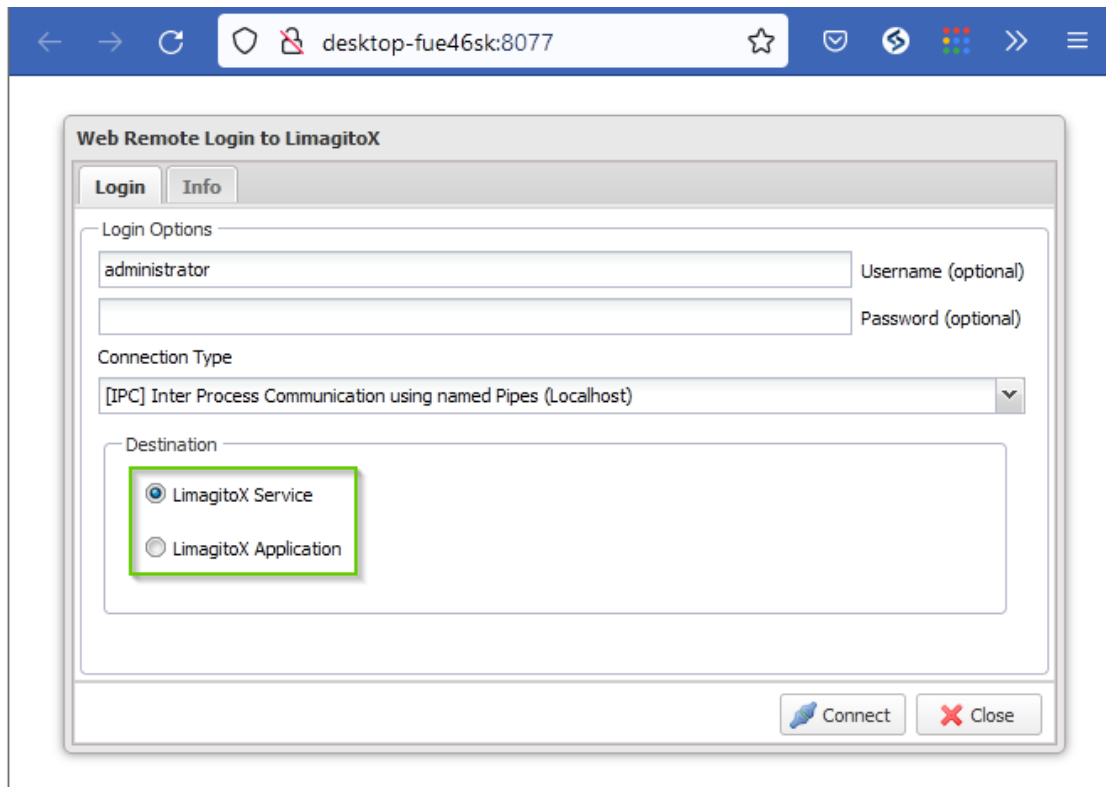 desktop-fue46sk:8077
Web Remote Login to LimagitoX
Login Info
Login Options
administrator Username (optional)
Password (optional)
Connection Type
[IPC] Inter Process Communication using named Pipes (Localhost)
Destination
LimagitoX Service
LimagitoX Application
Connect Close